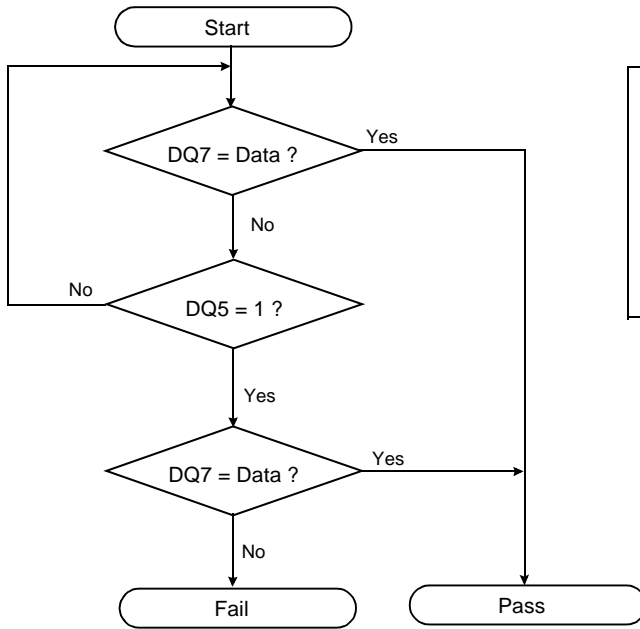 Start
Yes
DQ7 = Data ?
No
No
DQ5 = 1 ?
Yes
Yes
DQ7 = Data ?
No
Fail
Pass